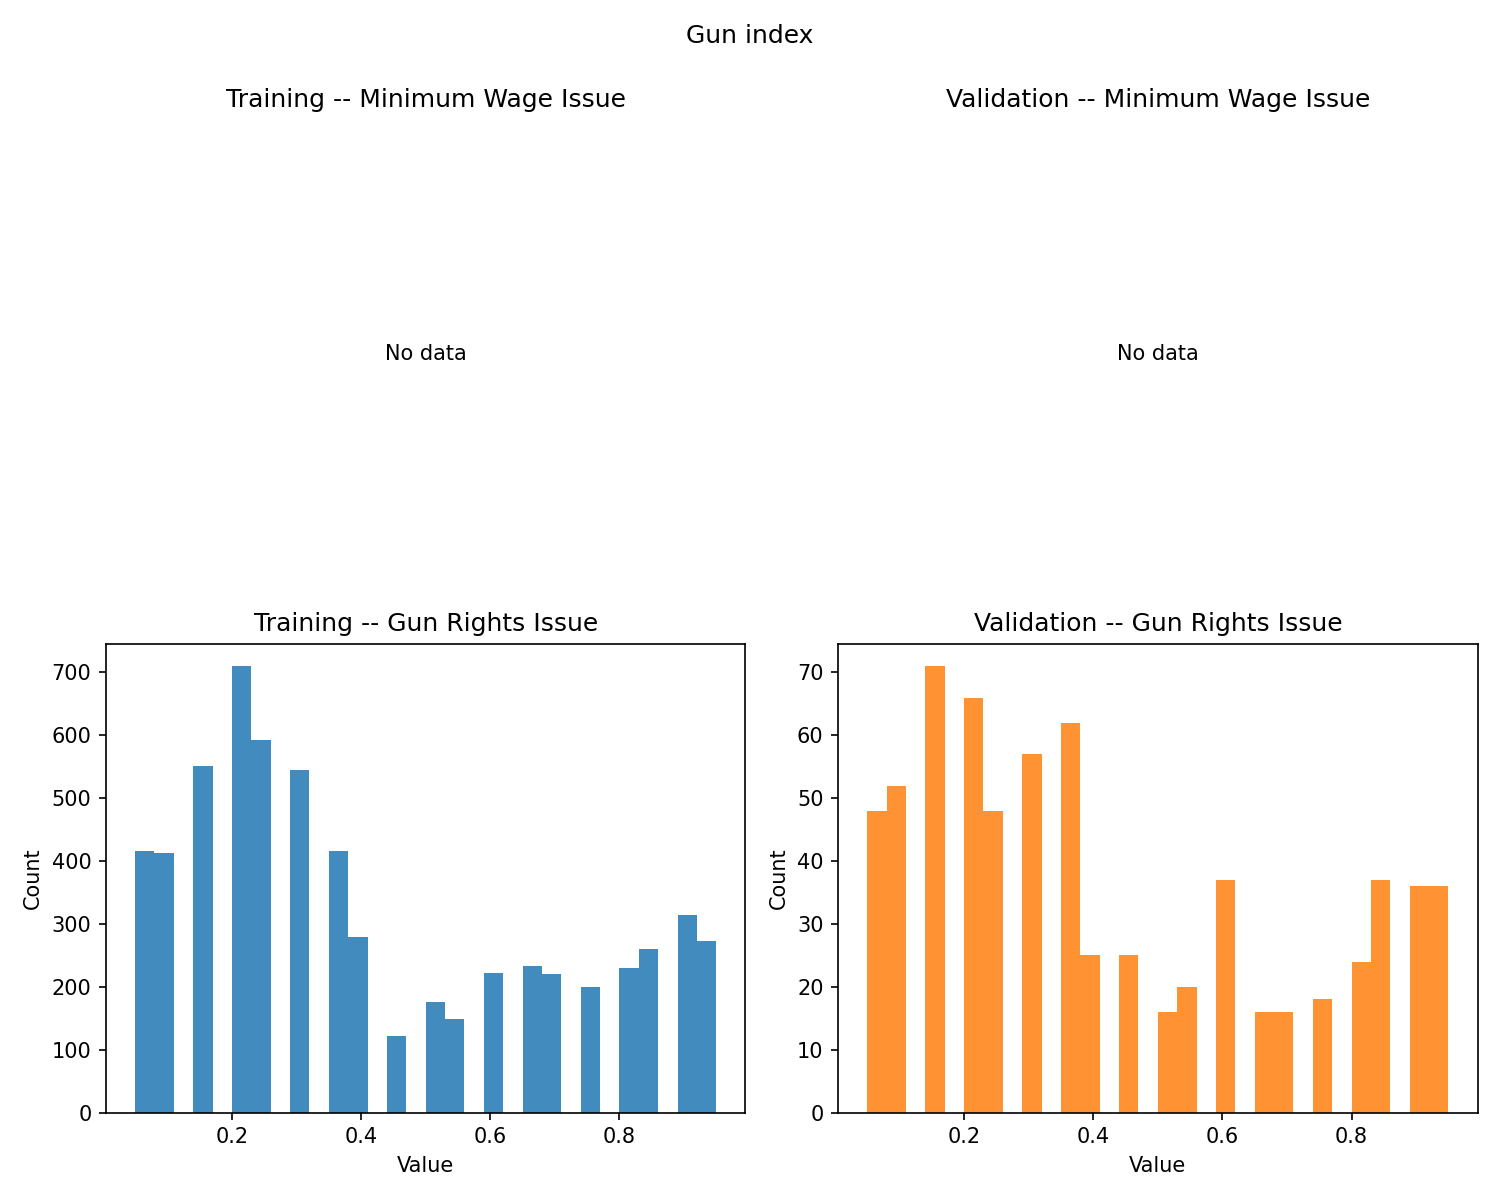 Gun index
Training -- Minimum Wage Issue
Validation -- Minimum Wage Issue
No data
No data
Training -- Gun Rights Issue
Validation -- Gun Rights Issue
700
600
500
400
300
200
100
0
Count
0.2 0.4 0.6 0.8
Value
70
60
50
40
30
20
10
0
Count
0.2 0.4 0.6 0.8
Value